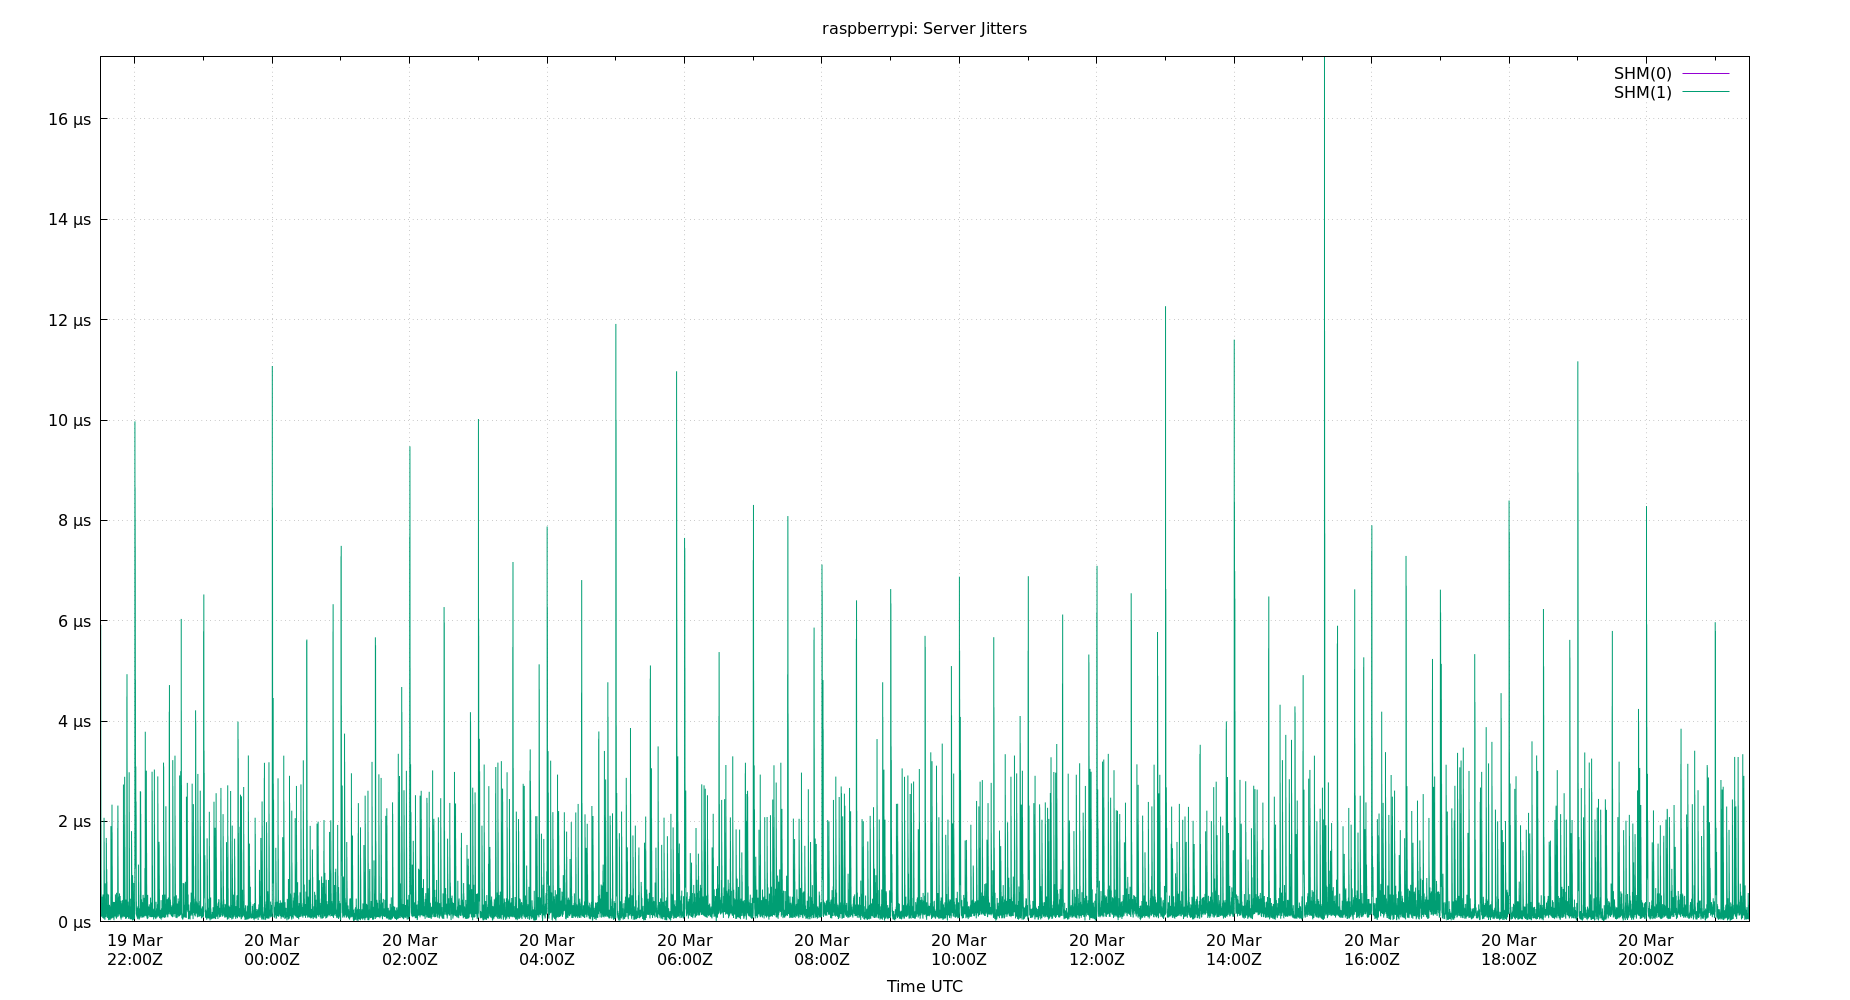 raspberrypi: Server Jitters
SHM(0)
SHM(1)
16 µs
14 µs
12 µs
10 µs
8 µs
6 µs
4 µs
2 µs
0 µs
19 Mar 20 Mar 20 Mar 20 Mar 20 Mar 20 Mar 20 Mar 20 Mar 20 Mar 20 Mar 20 Mar 20 Mar
22:00Z 00:00Z 02:00Z 04:00Z 06:00Z 08:00Z 10:00Z 12:00Z 14:00Z 16:00Z 18:00Z 20:00Z
Time UTC